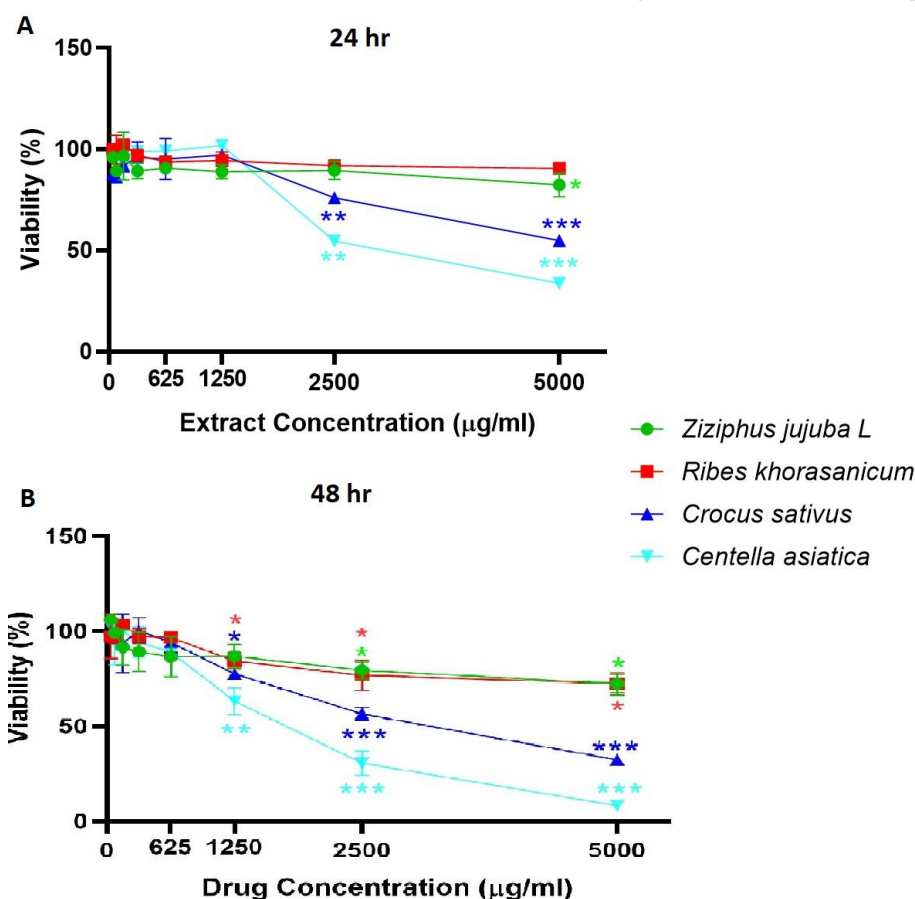 A
24 hr
150
100
50
0
Viability (%)
*
**
***
**
***
0
625
1250
2500
5000
Extract Concentration (μg/ml)
Ziziphus jujuba L
Ribes khorasanicum
Crocus sativus
Centella asiatica
B
48 hr
150
100
50
0
Viability (%)
*
*
*
*
*
*
**
***
***
***
***
0
625
1250
2500
5000
Drug Concentration (μg/ml)